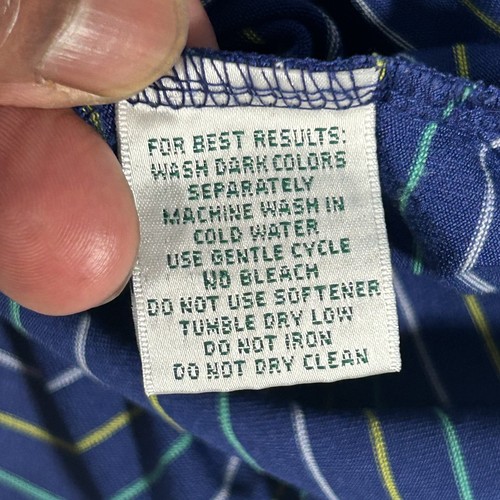 FOR BEST RESULTS:
WASH DARK COLORS
SEPARATELY
MACHINE WASH IN
COLD WATER
USE GENTLE CYCLE
NO BLEACH
DO NOT USE SOFTENER
TUMBLE DRY LOW
DO NOT IRON
DO NOT DRY CLEAN